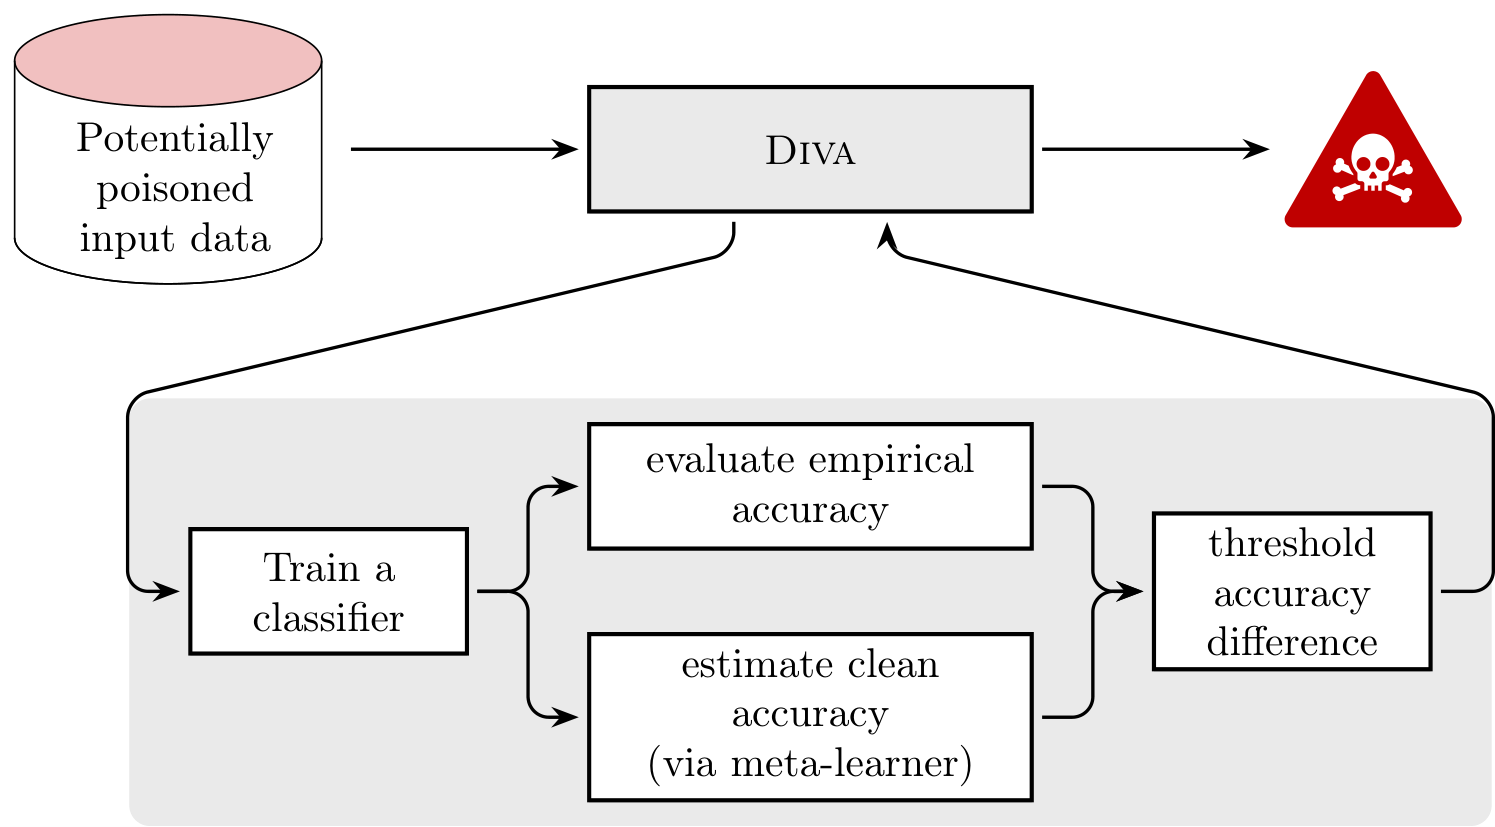 Potentially
poisoned
input data
Diva
evaluate empirical
accuracy
Train a
classifier
estimate clean
accuracy
(via meta-learner)
threshold
accuracy
difference